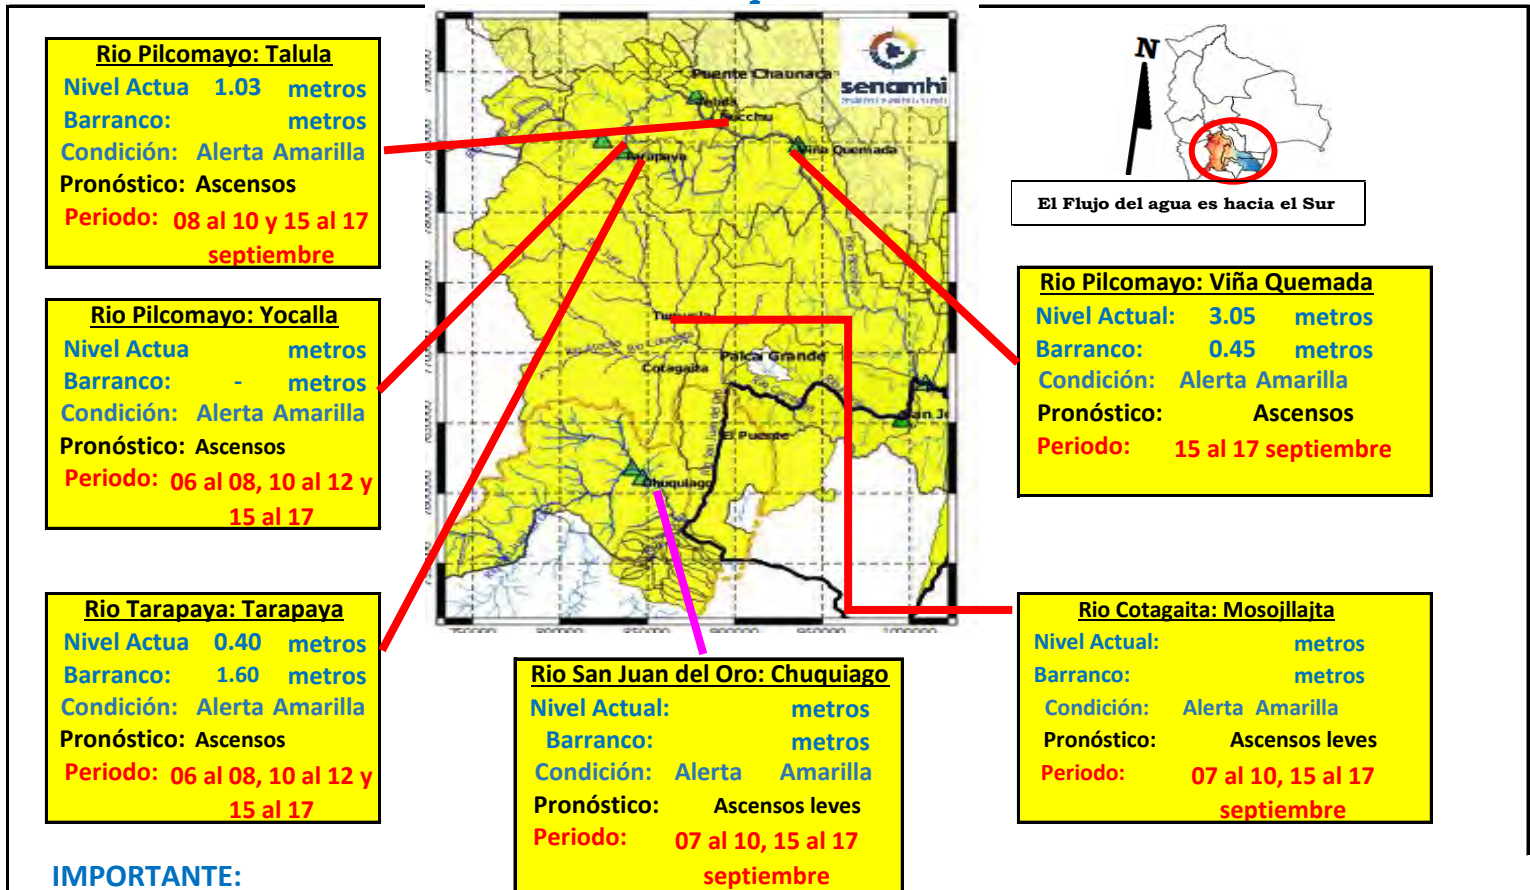 Rio Pilcomayo: Talula
Nivel Actua 1.03 metros
Barranco: metros
Condición: Alerta Amarilla
Pronóstico: Ascensos
Periodo: 08 al 10 y 15 al 17
septiembre
Rio Pilcomayo: Yocalla
Nivel Actua metros
Barranco: - metros
Condición: Alerta Amarilla
Pronóstico: Ascensos
Periodo: 06 al 08, 10 al 12 y
15 al 17
Rio Tarapaya: Tarapaya
Nivel Actua 0.40 metros
Barranco: 1.60 metros
Condición: Alerta Amarilla
Pronóstico: Ascensos
Periodo: 06 al 08, 10 al 12 y
15 al 17
IMPORTANTE:
senamhi
Puente Chaunaca
Talula
Tarapaya
Viña Quemada
Palca Grande
Cotagaita
El Puente
Chuquiago
900000
950000
1000000
Rio San Juan del Oro: Chuquiago
Nivel Actual: metros
Barranco: metros
Condición: Alerta Amarilla
Pronóstico: Ascensos leves
Periodo: 07 al 10, 15 al 17
septiembre
N
El Flujo del agua es hacia el Sur
Rio Pilcomayo: Viña Quemada
Nivel Actual: 3.05 metros
Barranco: 0.45 metros
Condición: Alerta Amarilla
Pronóstico: Ascensos
Periodo: 15 al 17 septiembre
Rio Cotagaita: Mosojllajta
Nivel Actual: metros
Barranco: metros
Condición: Alerta Amarilla
Pronóstico: Ascensos leves
Periodo: 07 al 10, 15 al 17
septiembre